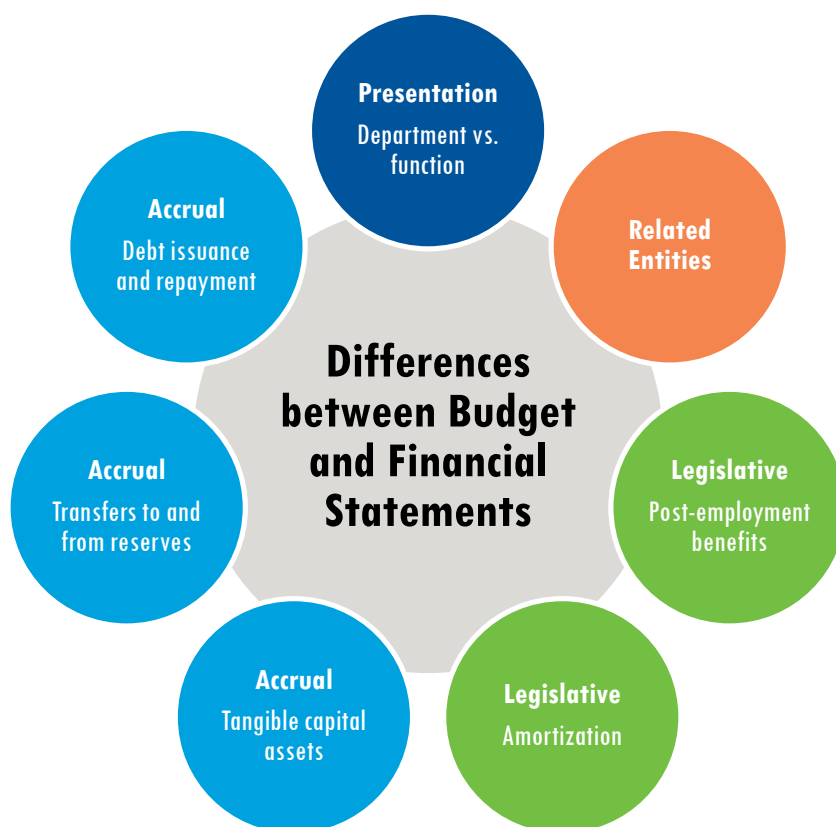 Presentation
Department vs.
function
Accrual
Debt issuance
and repayment
Related
Entities
Differences
between Budget
and Financial
Statements
Accrual
Transfers to and
from reserves
Legislative
Post-employment
benefits
Accrual
Tangible capital
assets
Legislative
Amortization